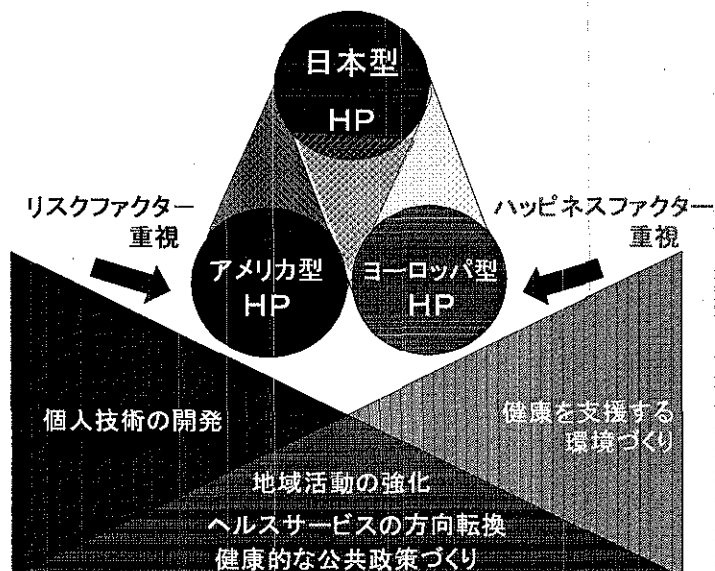 日本型
HP
リスクファクター
重視
ハッピネスファクター
重視
アメリカ型
HP
ヨーロッパ型
HP
個人技術の開発
健康を支援する
環境づくり
地域活動の強化
ヘルスサービスの方向転換
健康的な公共政策づくり